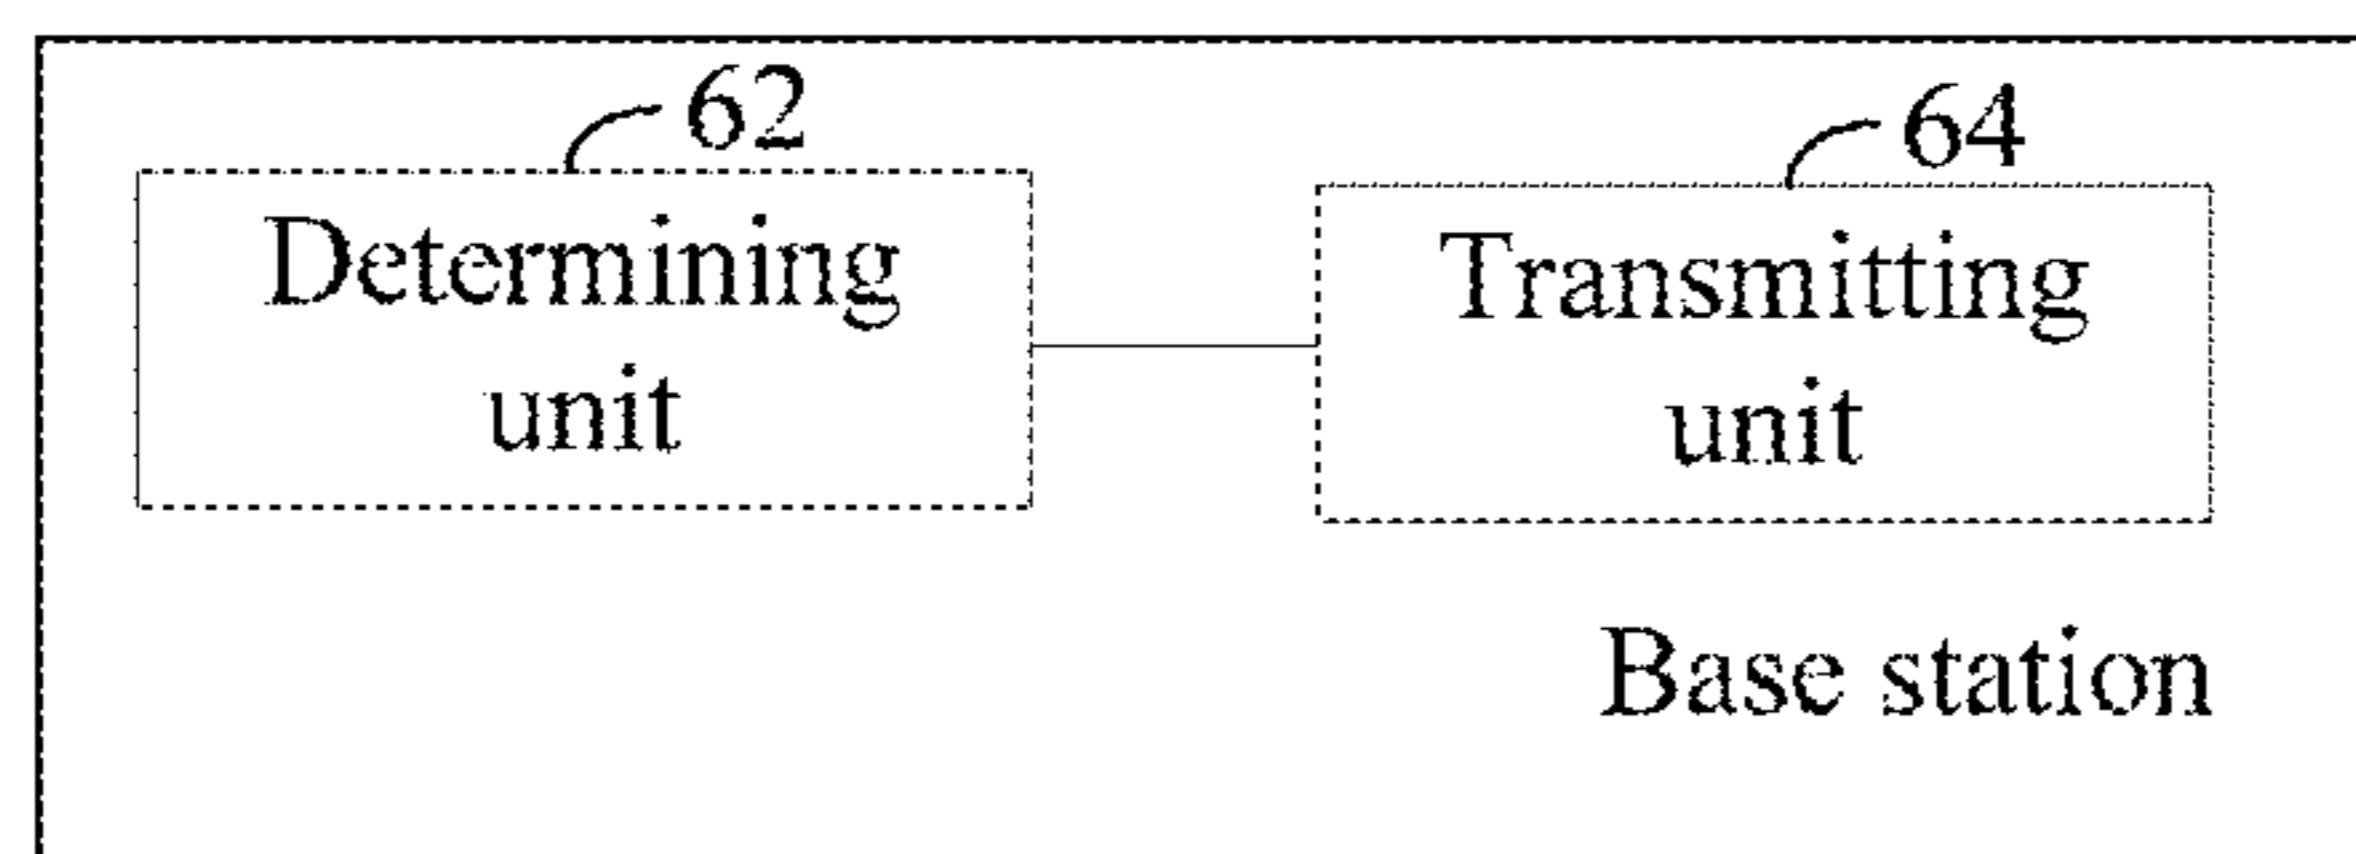 62
64
Determining
unit
Transmitting
unit
Base station